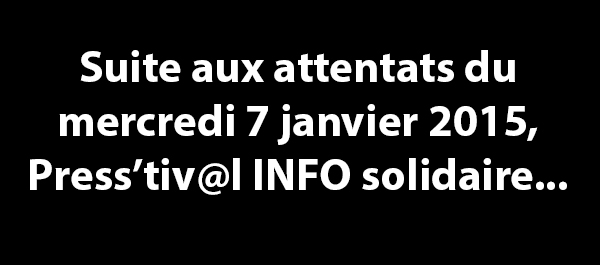 Suite aux attentats du
mercredi 7 janvier 2015,
Press’tiv@l INFO solidaire...